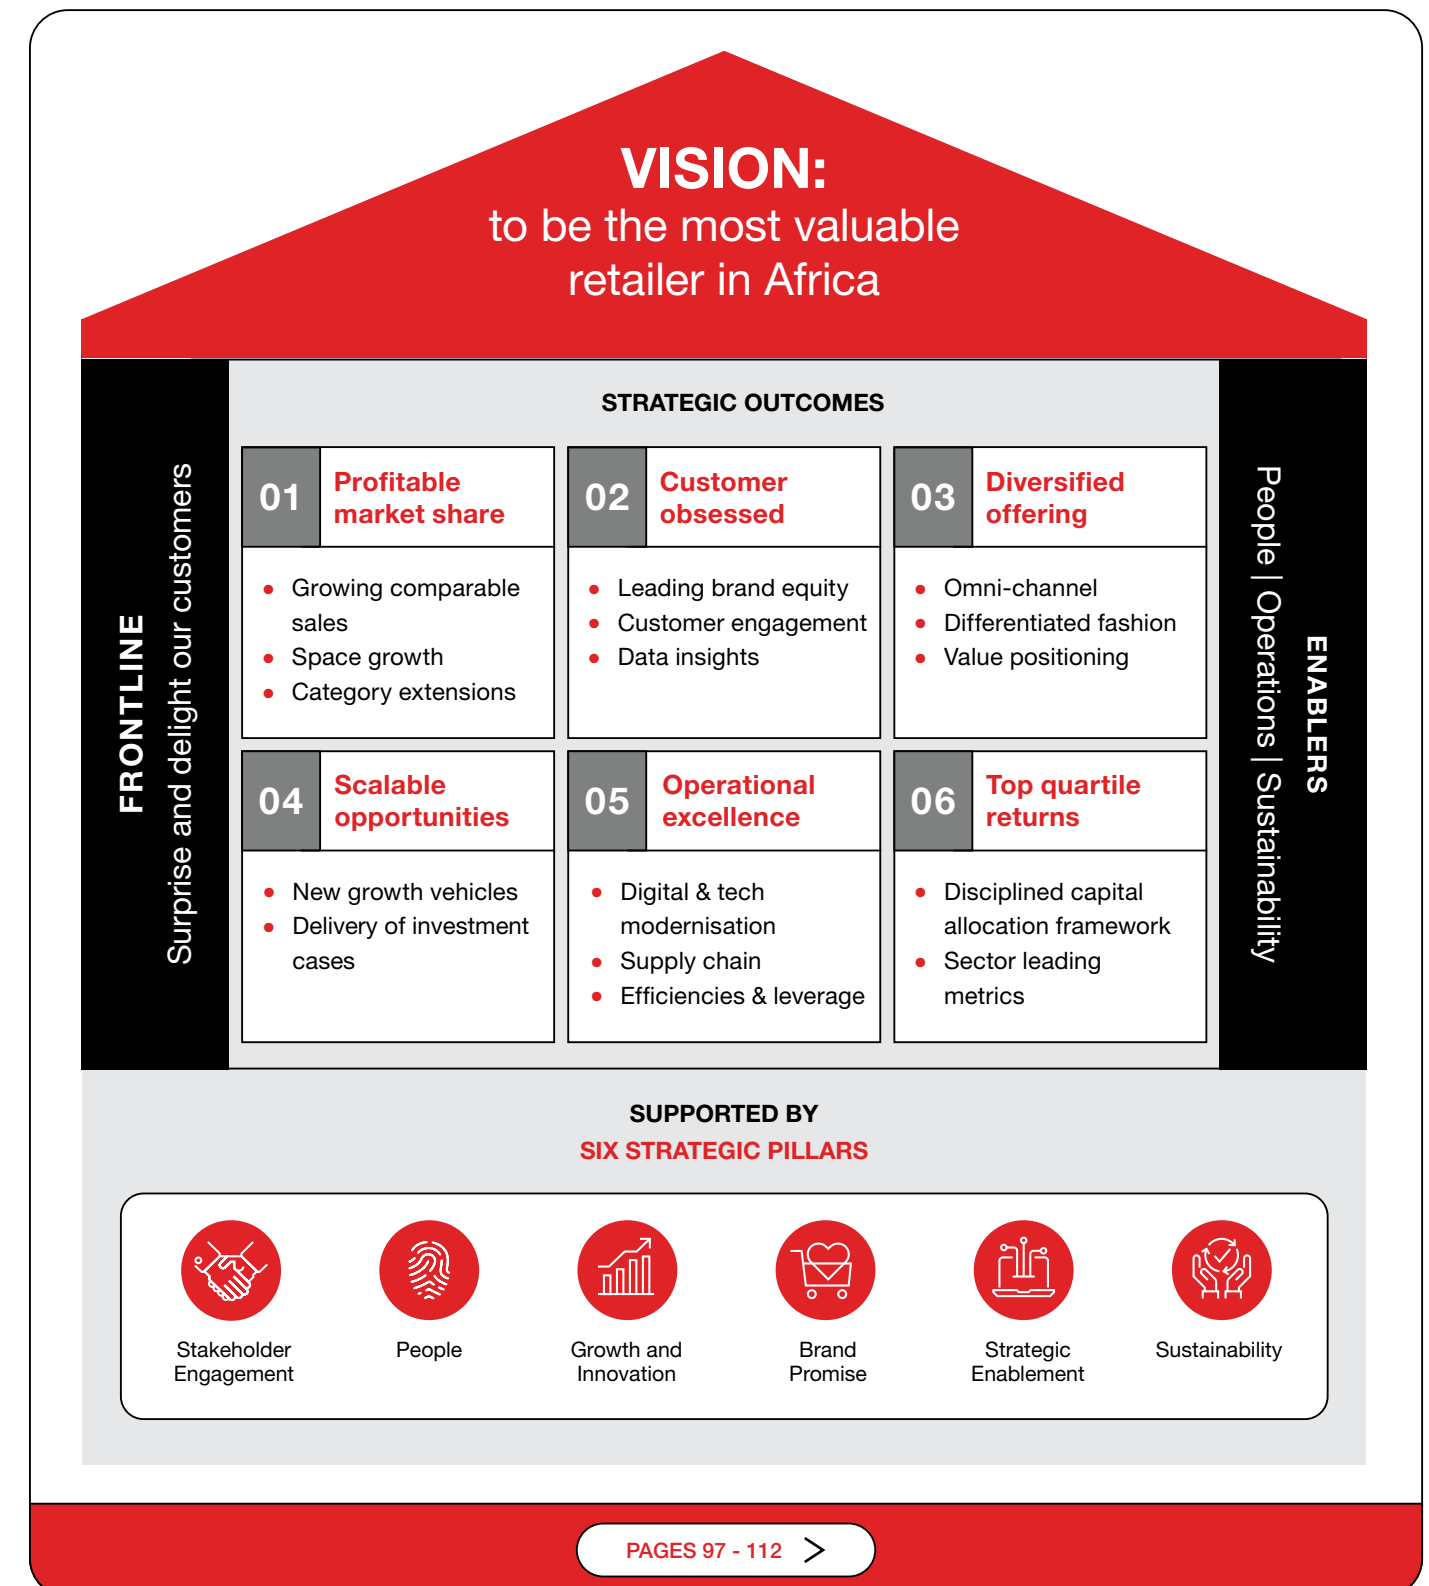 VISION:
to be the most valuable
retailer in Africa
FRONTLINE
Surprise and delight our customers
STRATEGIC OUTCOMES
01
Profitable
market share
• Growing comparable
sales
• Space growth
• Category extensions
02
Customer
obsessed
• Leading brand equity
• Customer engagement
• Data insights
03
Diversified
offering
• Omni-channel
• Differentiated fashion
• Value positioning
04
Scalable
opportunities
• New growth vehicles
• Delivery of investment
cases
05
Operational
excellence
• Digital & tech
modernisation
• Supply chain
• Efficiencies & leverage
06
Top quartile
returns
• Disciplined capital
allocation framework
• Sector leading
metrics
ENABLERS
People | Operations | Sustainability
SUPPORTED BY
SIX STRATEGIC PILLARS
Stakeholder
Engagement
People
Growth and
Innovation
Brand
Promise
Strategic
Enablement
Sustainability
PAGES 97 - 112